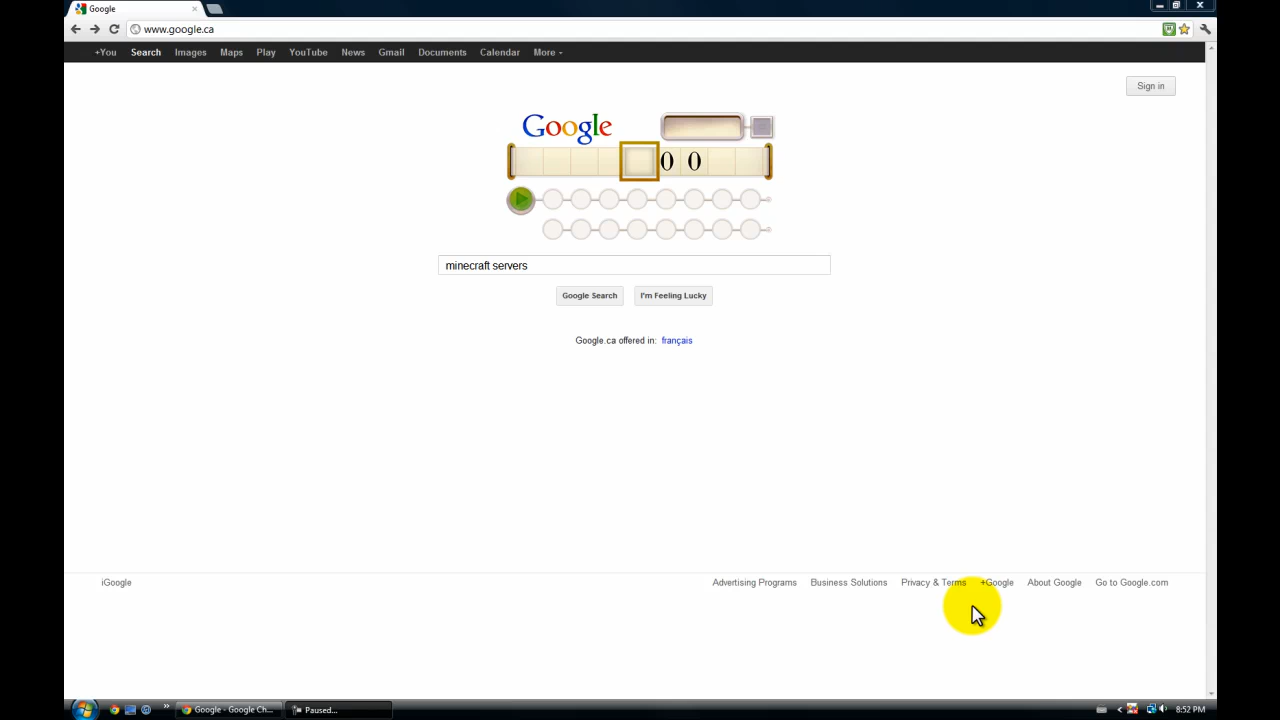 Google
www.google.ca
+You Search Images Maps Play YouTube News Gmail Documents Calendar More
Sign in
Google
0 0
minecraft servers
Google Search I'm Feeling Lucky
Google.ca offered in: français
iGoogle Advertising Programs Business Solutions Privacy & Terms +Google About Google Go to Google.com
Google - Google Ch... Paused... 8:52 PM